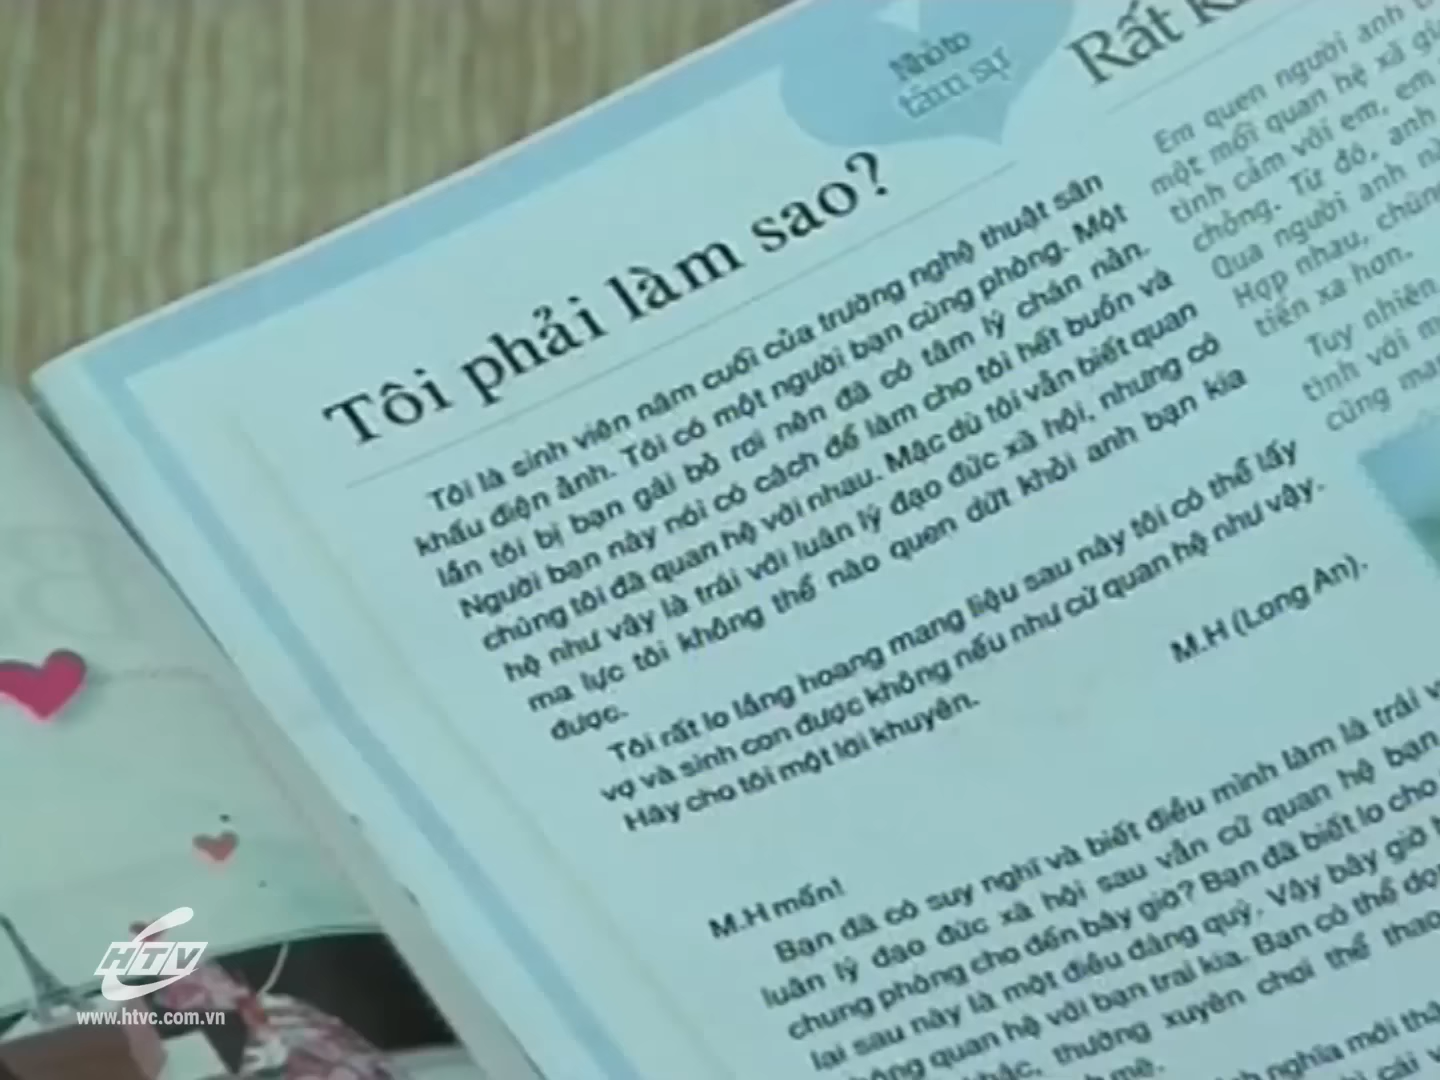 Nhỏ to
tâm sự
Tôi phải làm sao?
Tôi là sinh viên năm cuối của trường nghệ thuật sân
khấu điện ảnh. Tôi có một người bạn cùng phòng. Một
lần tôi bị bạn gái bỏ rơi nên đã có tâm lý chán nản.
Người bạn này nói có cách để làm cho tôi hết buồn và
chúng tôi đã quan hệ với nhau. Mặc dù tôi vẫn biết quan
hệ như vậy là trái với luân lý đạo đức xã hội, nhưng có
ma lực tôi không thể nào quen dứt khỏi anh bạn kia
được.
Tôi rất lo lắng hoang mang liệu sau này tôi có thể lấy
vợ và sinh con được không nếu như cứ quan hệ như vậy.
Hãy cho tôi một lời khuyên.
M.H (Long An).
M.H mến!
Bạn đã có suy nghĩ và biết điều mình làm là trái
luân lý đạo đức xã hội sau vẫn cứ quan hệ bạn
chung phòng cho đến bây giờ? Bạn đã biết lo cho
lai sau này là một điều đáng quý. Vậy bây giờ
quan hệ với bạn trai kia. Bạn có thể
thường xuyên chơi thể thao
mẽ.
nghĩa mới
cái
Rất
Em quen người anh
một mối quan hệ xã
tình cảm với em, em
chồng. Từ đó, anh
Qua người anh
Hợp nhau,
tiến xa hơn.
Tuy nhiên
tình với
cũng
HTV
www.htvc.com.vn